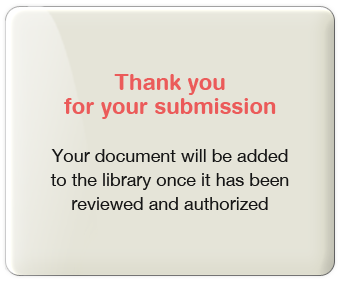 Thank you
for your submission
Your document will be added
to the library once it has been
reviewed and authorized